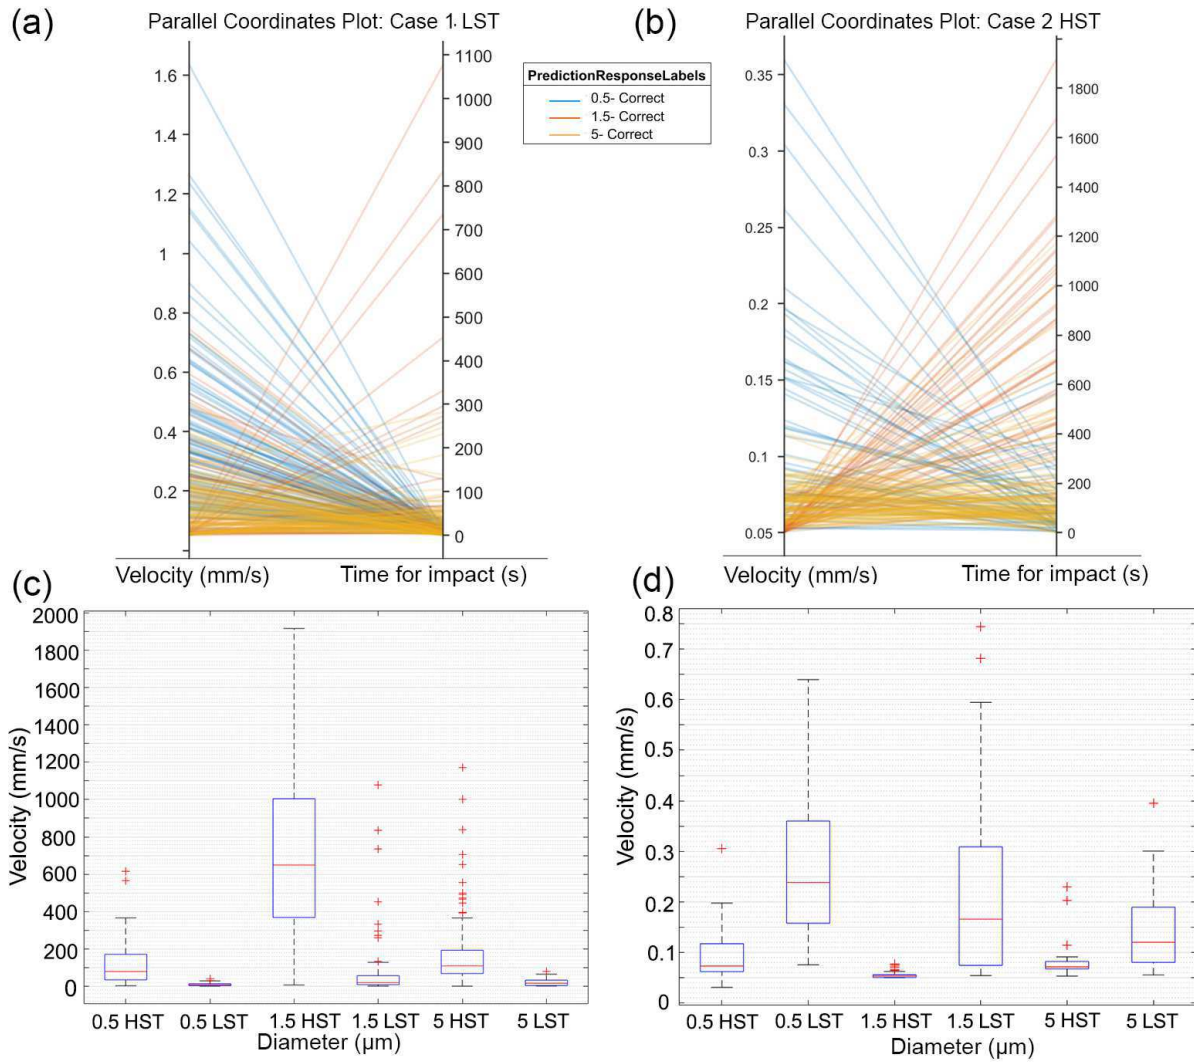 (a)
Parallel Coordinates Plot: Case 1. LST
1.6
1.4
1.2
1
0.8
0.6
0.4
0.2
1100
1000
900
800
700
600
500
400
300
200
100
0
Velocity (mm/s)
Time for impact (s)
PredictionResponseLabels
0.5- Correct
1.5- Correct
5- Correct
(b)
Parallel Coordinates Plot: Case 2 HST
0.35
0.3
0.25
0.2
0.15
0.1
0.05
1800
1600
1400
1200
1000
800
600
400
200
0
Velocity (mm/s)
Time for impact (s)
(c)
Velocity (mm/s)
2000
1800
1600
1400
1200
1000
800
600
400
200
0
0.5 HST
0.5 LST
1.5 HST
1.5 LST
5 HST
5 LST
Diameter (µm)
(d)
Velocity (mm/s)
0.8
0.7
0.6
0.5
0.4
0.3
0.2
0.1
0
0.5 HST
0.5 LST
1.5 HST
1.5 LST
5 HST
5 LST
Diameter (µm)